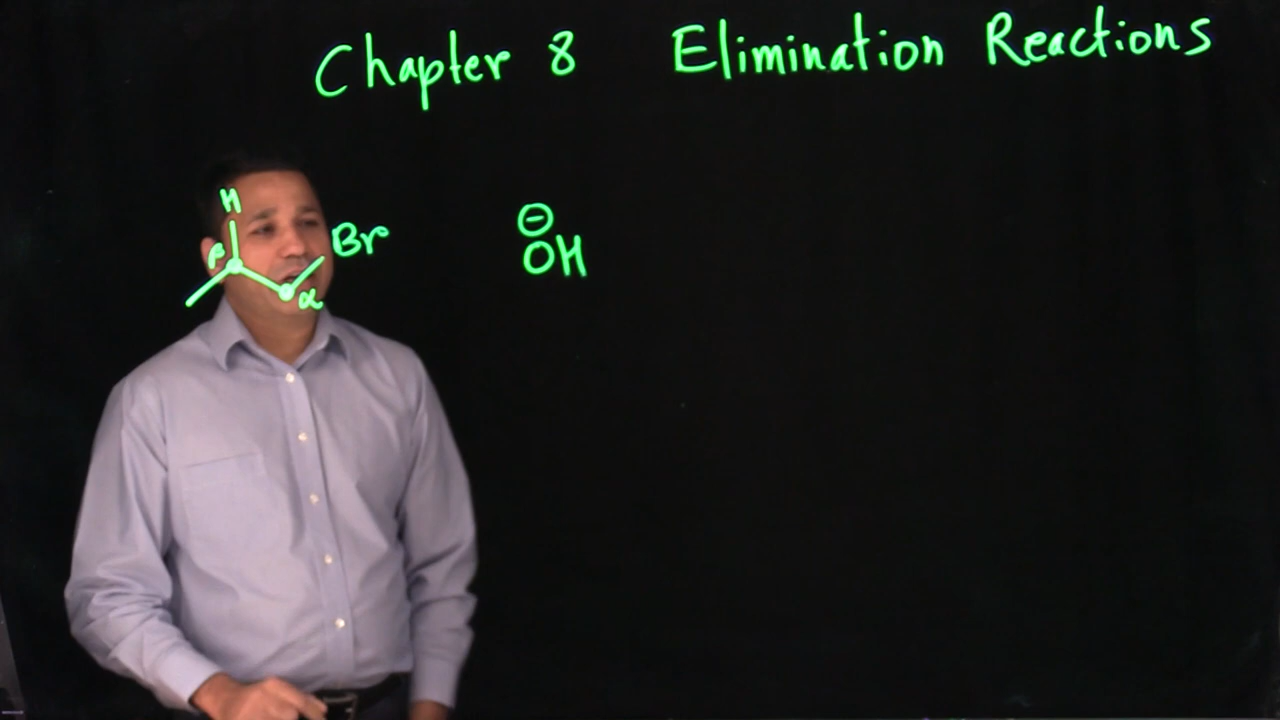 Chapter 8 Elimination Reactions
H
β Br
α
⊖
OH